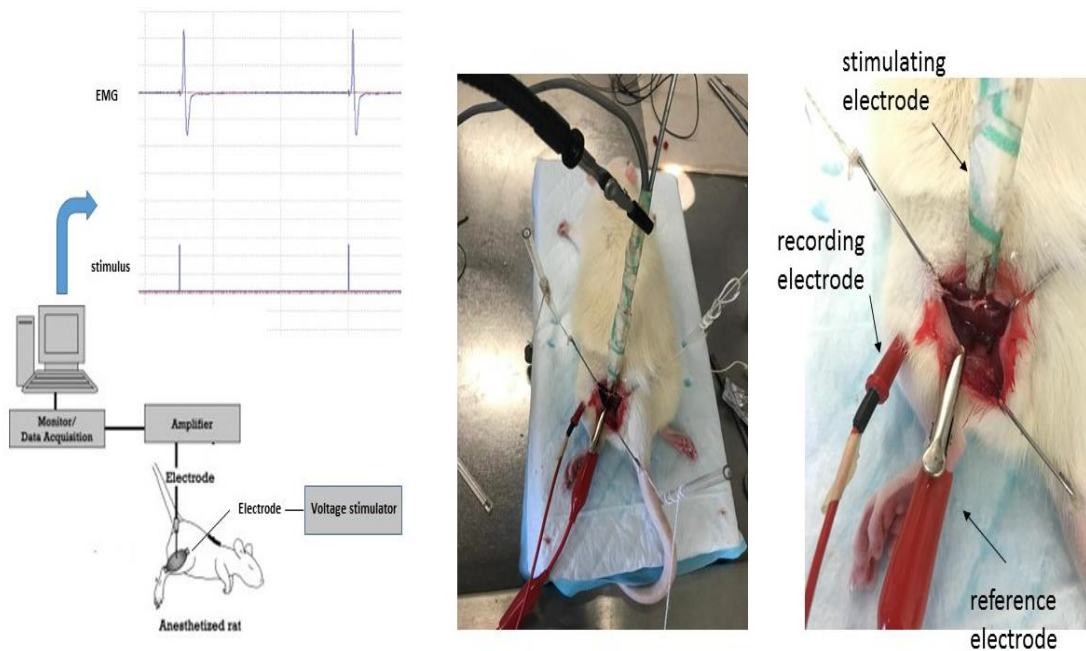 EMG
stimulus
Monitor/
Data Acquisition
Amplifier
Electrode
Electrode
Voltage stimulator
Anesthetized rat
stimulating
electrode
recording
electrode
reference
electrode